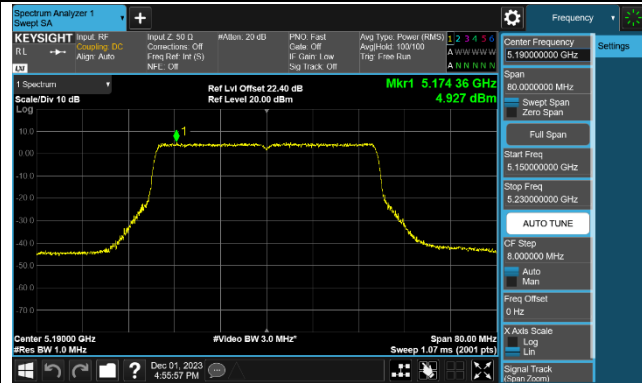 Spectrum Analyzer 1
Swept SA
+
Frequency
KEYSIGHT
RL
LXI
Input: RF
Coupling: DC
Align: Auto
Input Z: 50 Ω
Corrections: Off
Freq Ref: Int (S)
NFE: Off
#Atten: 20 dB
PNO: Fast
Gate: Off
IF Gain: Low
Sig Track: Off
Avg Type: Power (RMS)
Avg|Hold: 100/100
Trig: Free Run
1 2 3 4 5 6
A W W W W W
A N N N N N
1 Spectrum
Scale/Div 10 dB
Log
Ref Lvl Offset 22.40 dB
Ref Level 20.00 dBm
Mkr1 5.174 36 GHz
4.927 dBm
1
10.0
0.00
-10.0
-20.0
-30.0
-40.0
-50.0
-60.0
-70.0
Center 5.19000 GHz
#Res BW 1.0 MHz
#Video BW 3.0 MHz*
Span 80.00 MHz
Sweep 1.07 ms (2001 pts)
Dec 01, 2023
4:55:57 PM
?
Center Frequency
5.190000000 GHz
Span
80.0000000 MHz
Swept Span
Zero Span
Full Span
Start Freq
5.150000000 GHz
Stop Freq
5.230000000 GHz
AUTO TUNE
CF Step
8.000000 MHz
Auto
Man
Freq Offset
0 Hz
X Axis Scale
Log
Lin
Signal Track
(Span Zoom)
Settings